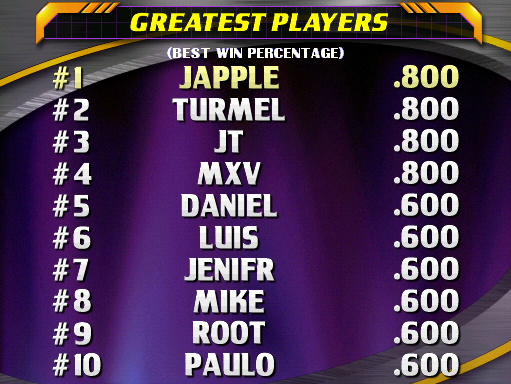 GREATEST PLAYERS
(BEST WIN PERCENTAGE)
#1 JAPPLE .800
#2 TURMEL .800
#3 JT .800
#4 MXV .800
#5 DANIEL .600
#6 LUIS .600
#7 JENIFR .600
#8 MIKE .600
#9 ROOT .600
#10 PAULO .600